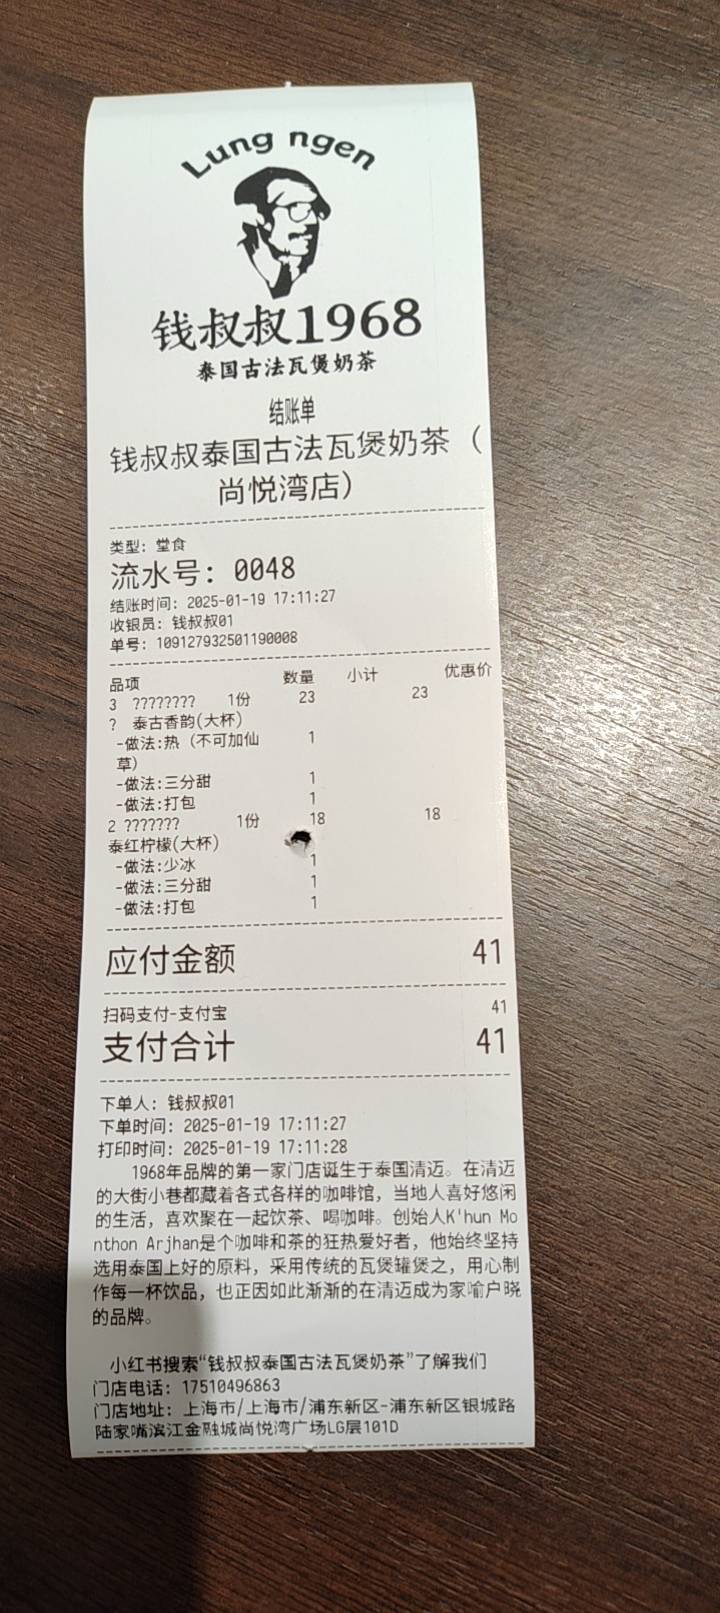 Lung ngen
钱叔叔1968
泰国古法瓦煲奶茶
结账单
钱叔叔泰国古法瓦煲奶茶（
尚悦湾店）
类型: 堂食
流水号: 0048
结账时间: 2025-01-19 17:11:27
收银员: 钱叔叔01
单号: 109127932501190008
品项 数量 小计 优惠价
3 ???????? 1份 23 23
? 泰古香韵(大杯)
-做法:热（不可加仙 1
草）
-做法:三分甜 1
-做法:打包 1
2 ??????? 1份 18 18
泰红柠檬(大杯)
-做法:少冰 1
-做法:三分甜 1
-做法:打包 1
应付金额 41
扫码支付-支付宝 41
支付合计 41
下单人: 钱叔叔01
下单时间: 2025-01-19 17:11:27
打印时间: 2025-01-19 17:11:28
1968年品牌的第一家门店诞生于泰国清迈。在清迈
的大街小巷都藏着各式各样的咖啡馆，当地人喜好悠闲
的生活，喜欢聚在一起饮茶、喝咖啡。创始人K'hun Mo
nthon Arjhan是个咖啡和茶的狂热爱好者，他始终坚持
选用泰国上好的原料，采用传统的瓦煲罐煲之，用心制
作每一杯饮品，也正因如此渐渐的在清迈成为家喻户晓
的品牌。
小红书搜索“钱叔叔泰国古法瓦煲奶茶”了解我们
门店电话: 17510496863
门店地址: 上海市/上海市/浦东新区-浦东新区银城路
陆家嘴滨江金融城尚悦湾广场LG层101D